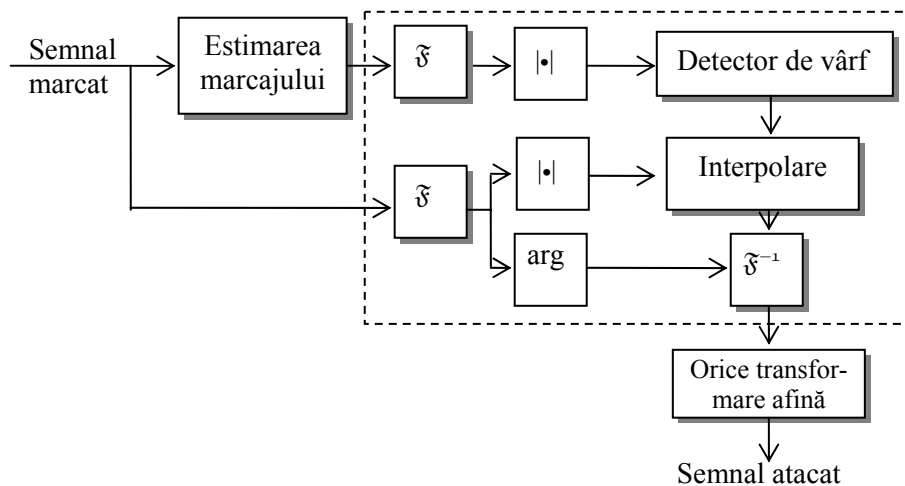 Semnal
marcat
Estimarea
marcajului
𝔉
|•|
Detector de vârf
𝔉
|•|
Interpolare
arg
𝔉⁻¹
Orice transfor-
mare afină
Semnal atacat